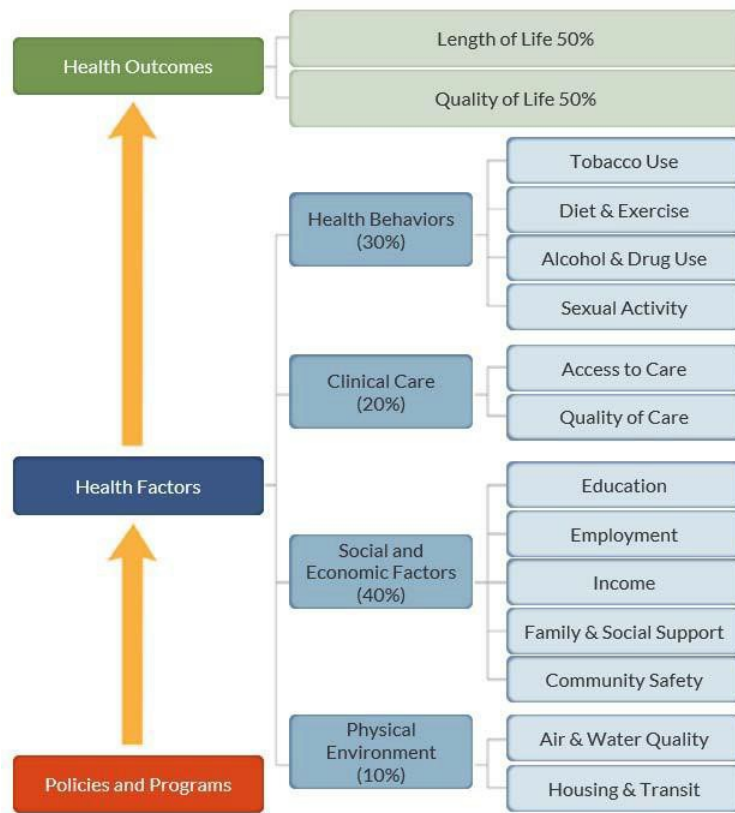 Health Outcomes
Length of Life 50%
Quality of Life 50%
Health Behaviors
(30%)
Tobacco Use
Diet & Exercise
Alcohol & Drug Use
Sexual Activity
Clinical Care
(20%)
Access to Care
Quality of Care
Health Factors
Social and
Economic Factors
(40%)
Education
Employment
Income
Family & Social Support
Community Safety
Physical
Environment
(10%)
Air & Water Quality
Housing & Transit
Policies and Programs